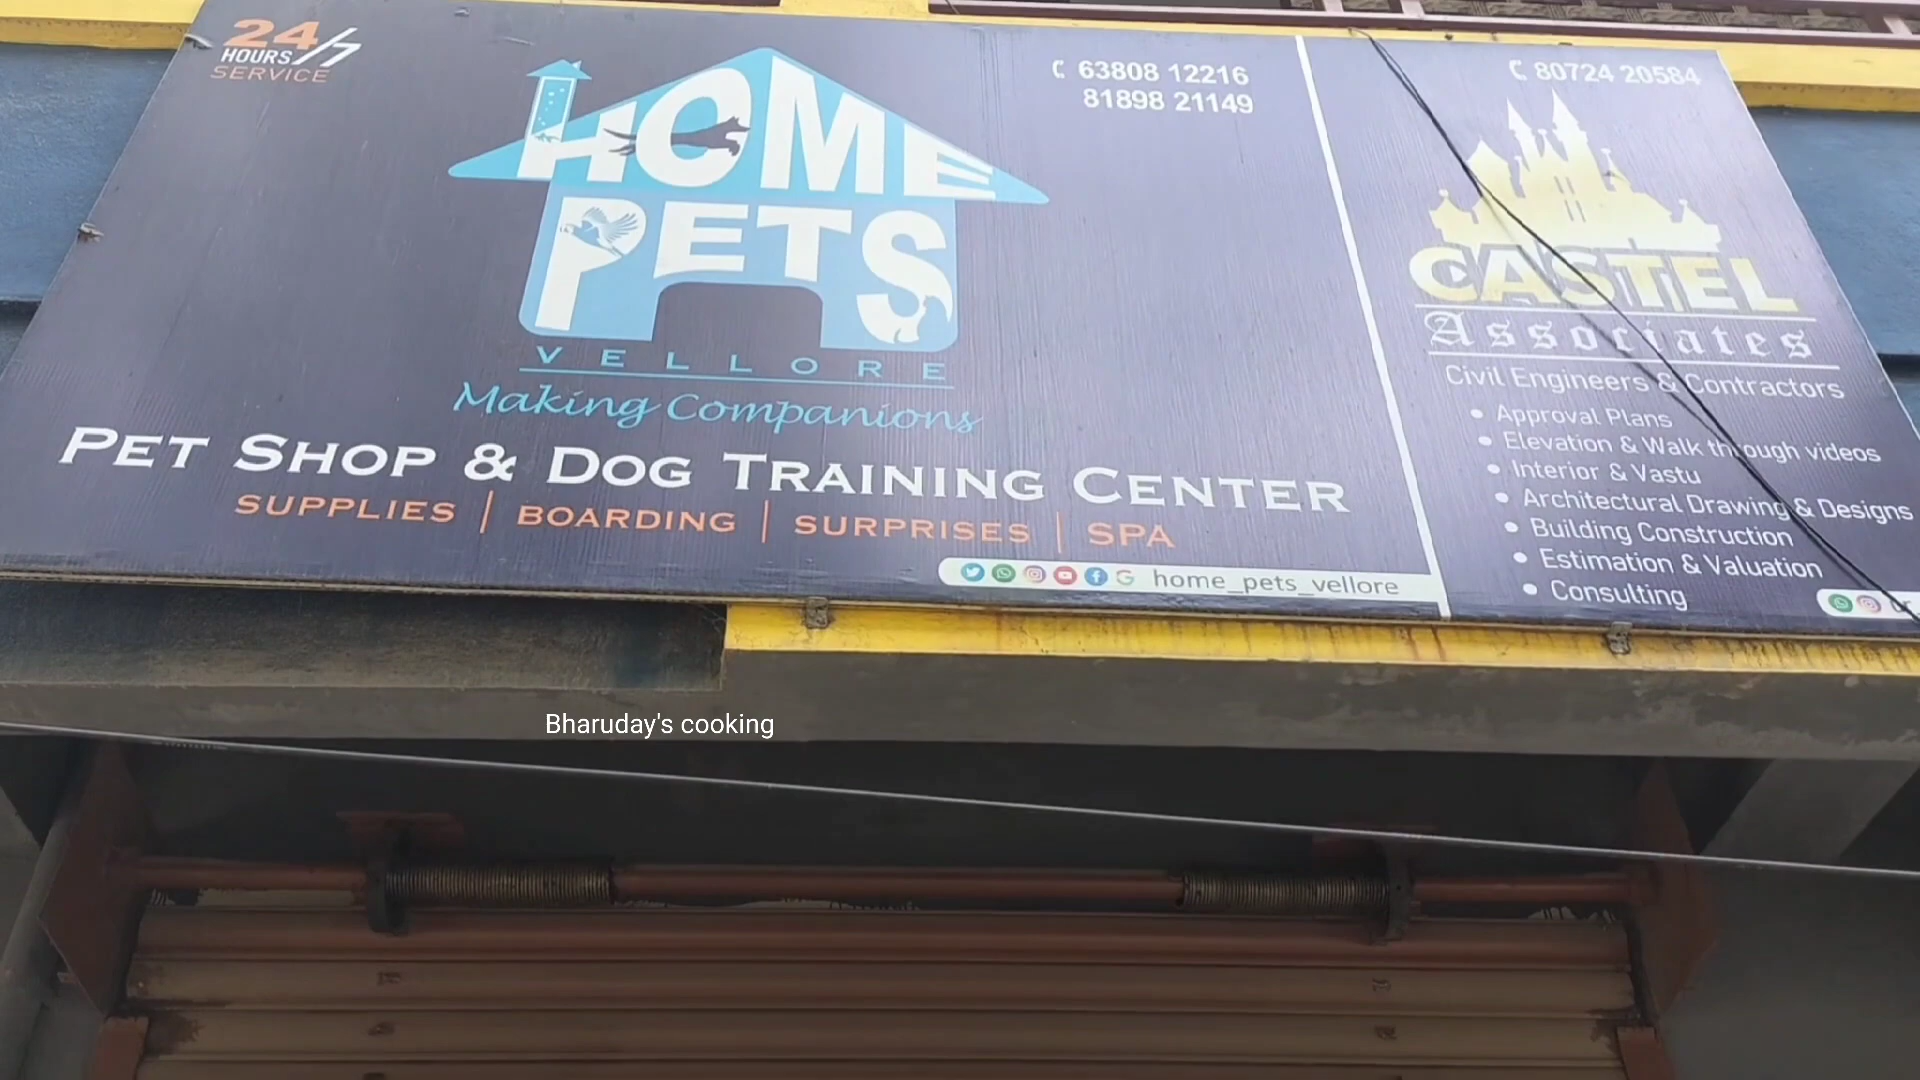 24/7
HOURS
SERVICE
HOME
PETS
VELLORE
Making Companions
PET SHOP & DOG TRAINING CENTER
SUPPLIES | BOARDING | SURPRISES | SPA
63808 12216
81898 21149
home_pets_vellore
80724 20584
CASTEL
Associates
Civil Engineers & Contractors
• Approval Plans
• Elevation & Walk through videos
• Interior & Vastu
• Architectural Drawing & Designs
• Building Construction
• Estimation & Valuation
• Consulting
Bharuday's cooking